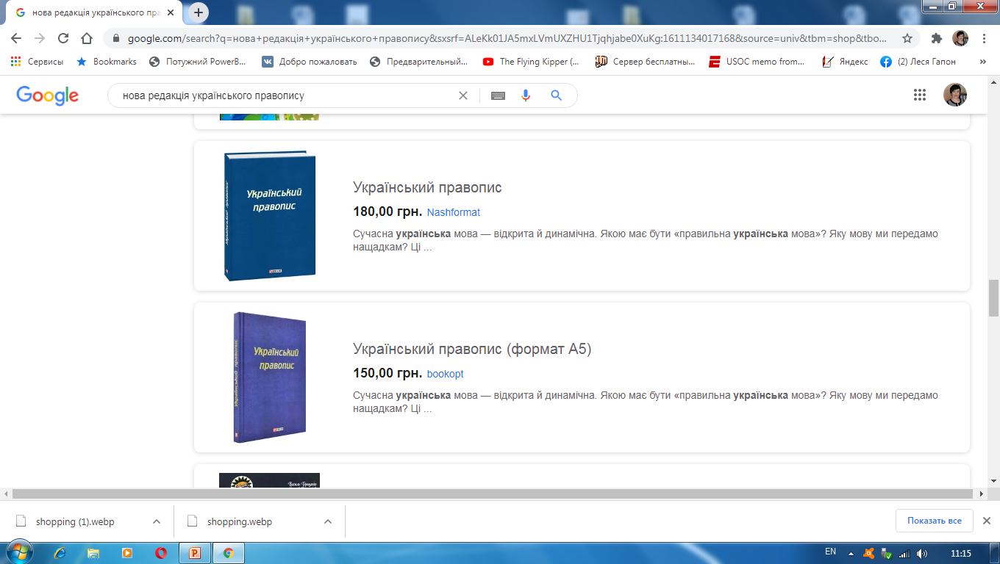 нова редакція українського пра
google.com/search?q=нова+редакція+українського+правопису&sxsrf=ALeKk01JA5mxLVmUXZHU1Tjqhjabe0XuKg:1611134017168&source=univ&tbm=shop&tbo...
Сервисы Bookmarks Потужний PowerB... Добро пожаловать Предварительный... The Flying Kipper (... Сервер бесплатны... USOC memo from... Яндекс (2) Леся Гапон »
Google нова редакція українського правопису
Український правопис
Український
правопис
Український правопис
180,00 грн. Nashformat
Сучасна українська мова — відкрита й динамічна. Якою має бути «правильна українська мова»? Яку мову ми передамо
нащадкам? Ці ...
Український правопис
Український
правопис
Український правопис (формат А5)
150,00 грн. bookopt
Сучасна українська мова — відкрита й динамічна. Якою має бути «правильна українська мова»? Яку мову ми передамо
нащадкам? Ці ...
shopping (1).webp shopping.webp Показать все
EN 11:15